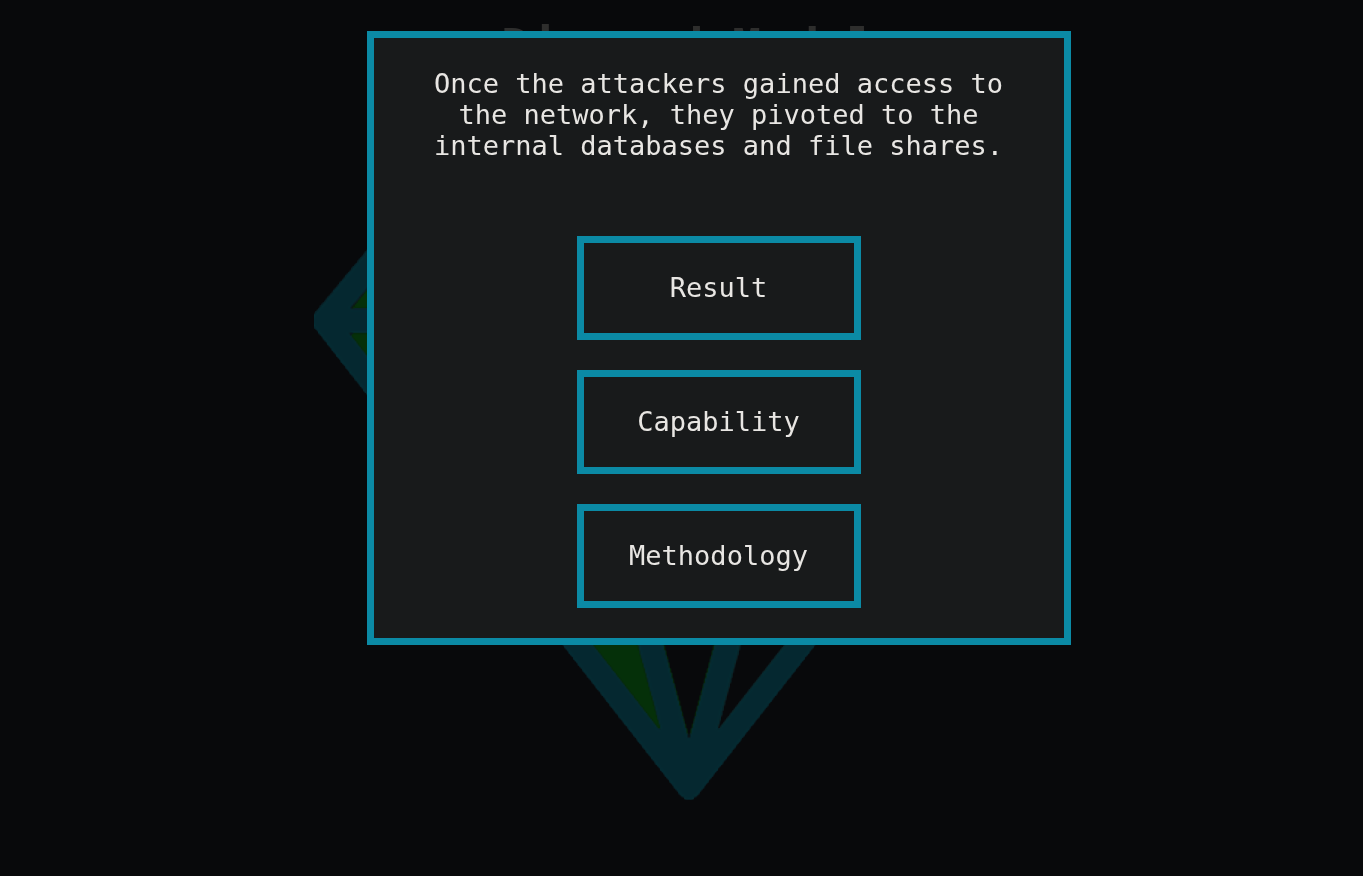 Once the attackers gained access to
the network, they pivoted to the
internal databases and file shares.
Result
Capability
Methodology